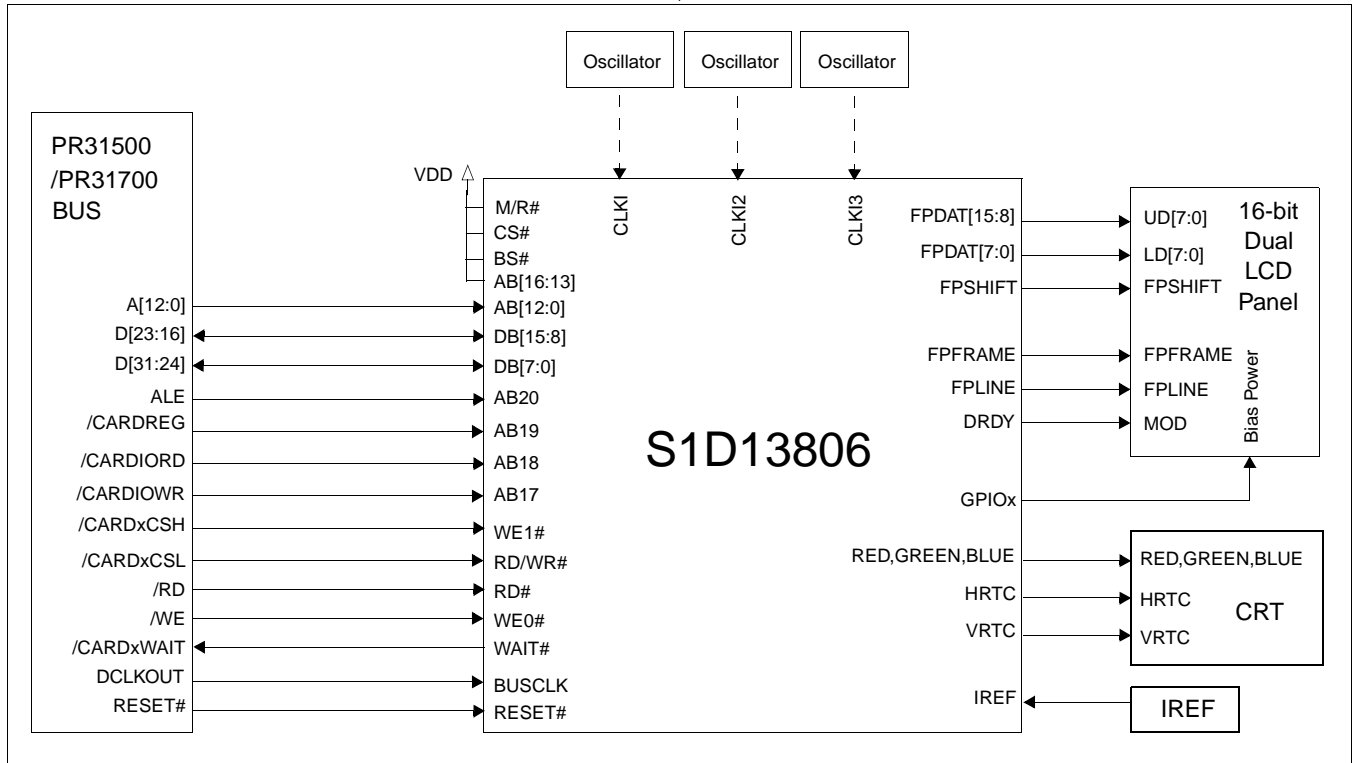 Oscillator
Oscillator
Oscillator
PR31500
/PR31700
BUS
A[12:0]
D[23:16]
D[31:24]
ALE
/CARDREG
/CARDIORD
/CARDIOWR
/CARDxCSH
/CARDxCSL
/RD
/WE
/CARDxWAIT
DCLKOUT
RESET#
VDD
M/R#
CS#
BS#
AB[16:13]
AB[12:0]
DB[15:8]
DB[7:0]
AB20
AB19
AB18
AB17
WE1#
RD/WR#
RD#
WE0#
WAIT#
BUSCLK
RESET#
CLKI
CLKI2
CLKI3
S1D13806
FPDAT[15:8]
FPDAT[7:0]
FPSHIFT
FPFRAME
FPLINE
DRDY
GPIOx
RED,GREEN,BLUE
HRTC
VRTC
IREF
UD[7:0]
LD[7:0]
FPSHIFT
FPFRAME
FPLINE
MOD
16-bit
Dual
LCD
Panel
Bias Power
RED,GREEN,BLUE
HRTC
VRTC
CRT
IREF